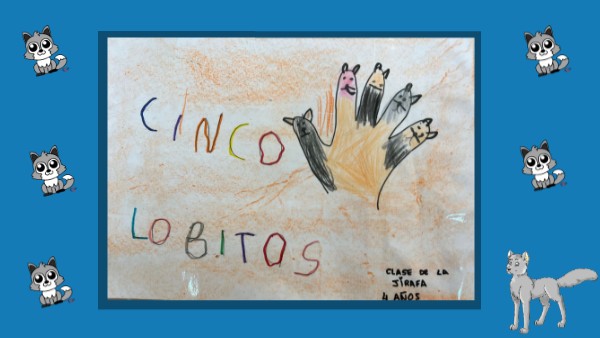 CINCO
LOBITOS
CLASE DE LA
JIRAFA
4 AÑOS